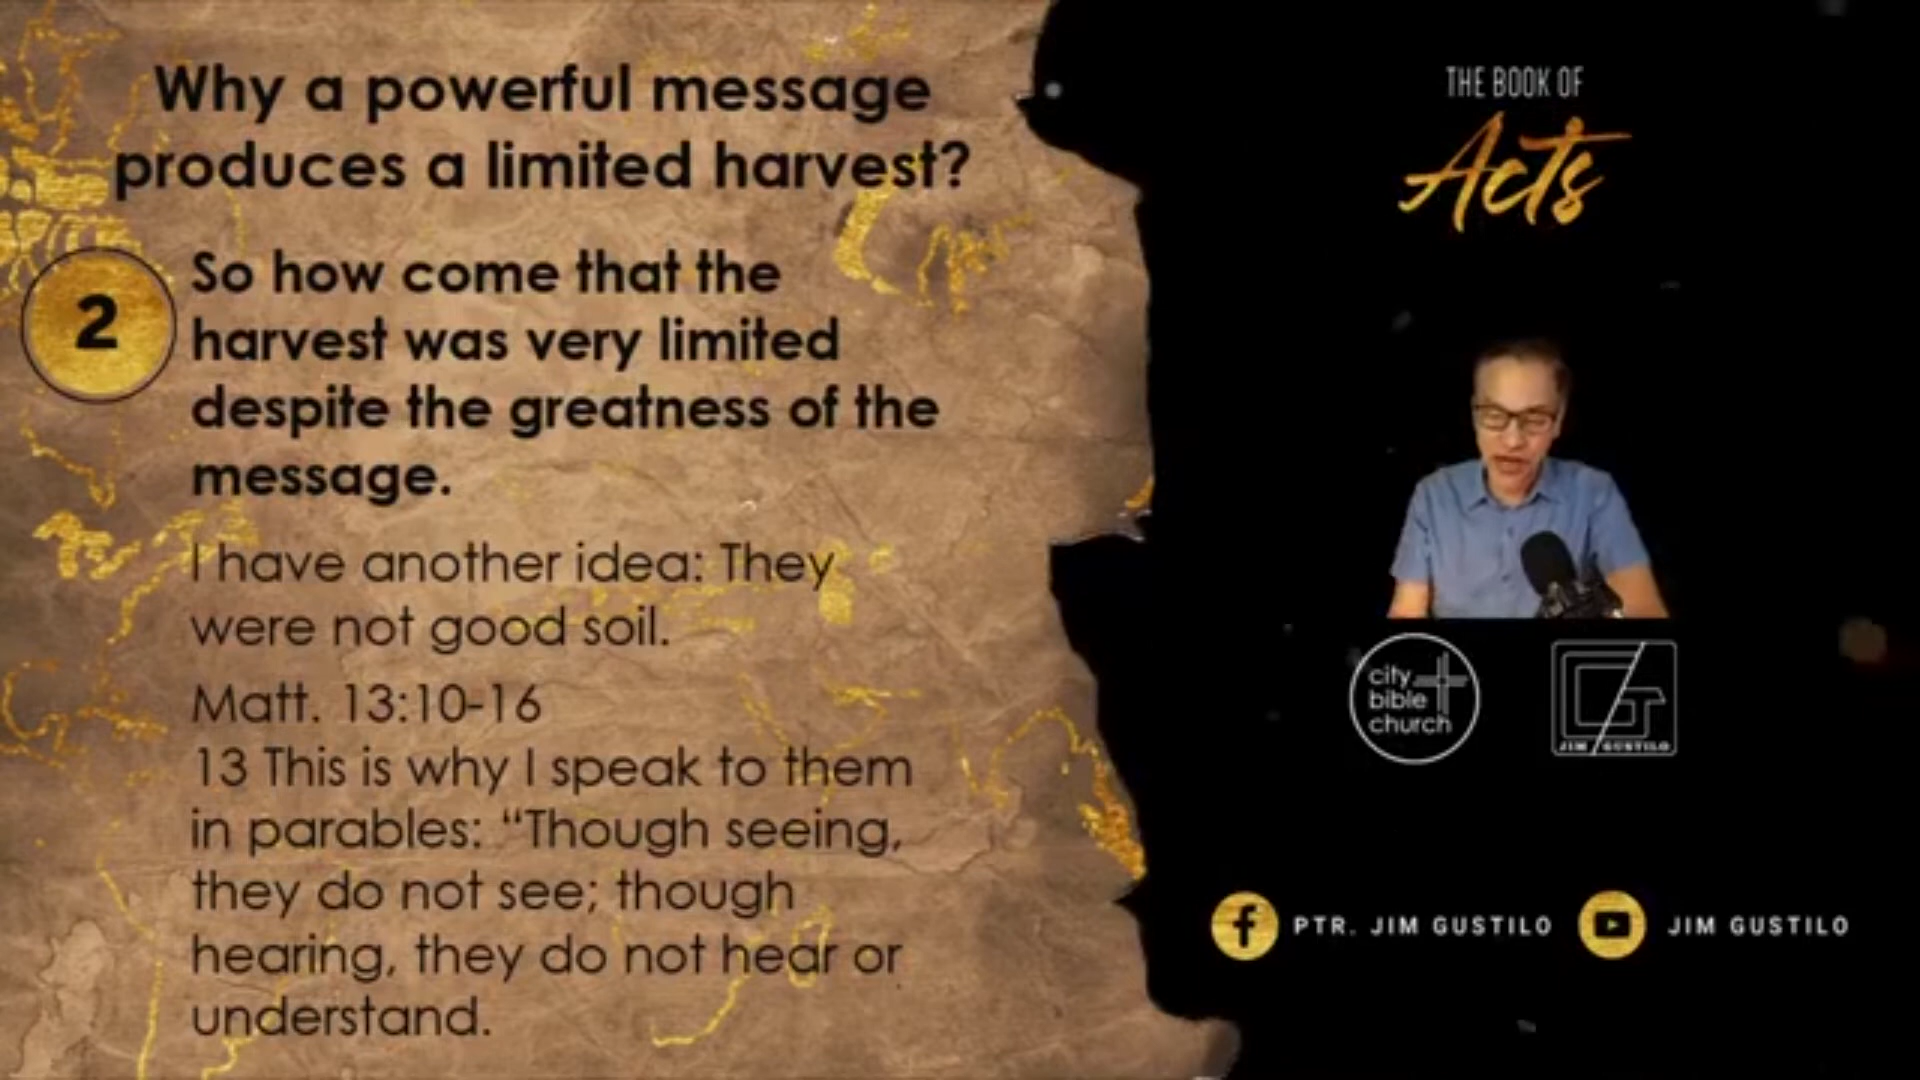 Why a powerful message
produces a limited harvest?
2
So how come that the
harvest was very limited
despite the greatness of the
message.
I have another idea: They
were not good soil.
Matt. 13:10-16
13 This is why I speak to them
in parables: “Though seeing,
they do not see; though
hearing, they do not hear or
understand.
THE BOOK OF
Acts
city
bible
church
JIM GUSTILO
PTR. JIM GUSTILO
JIM GUSTILO